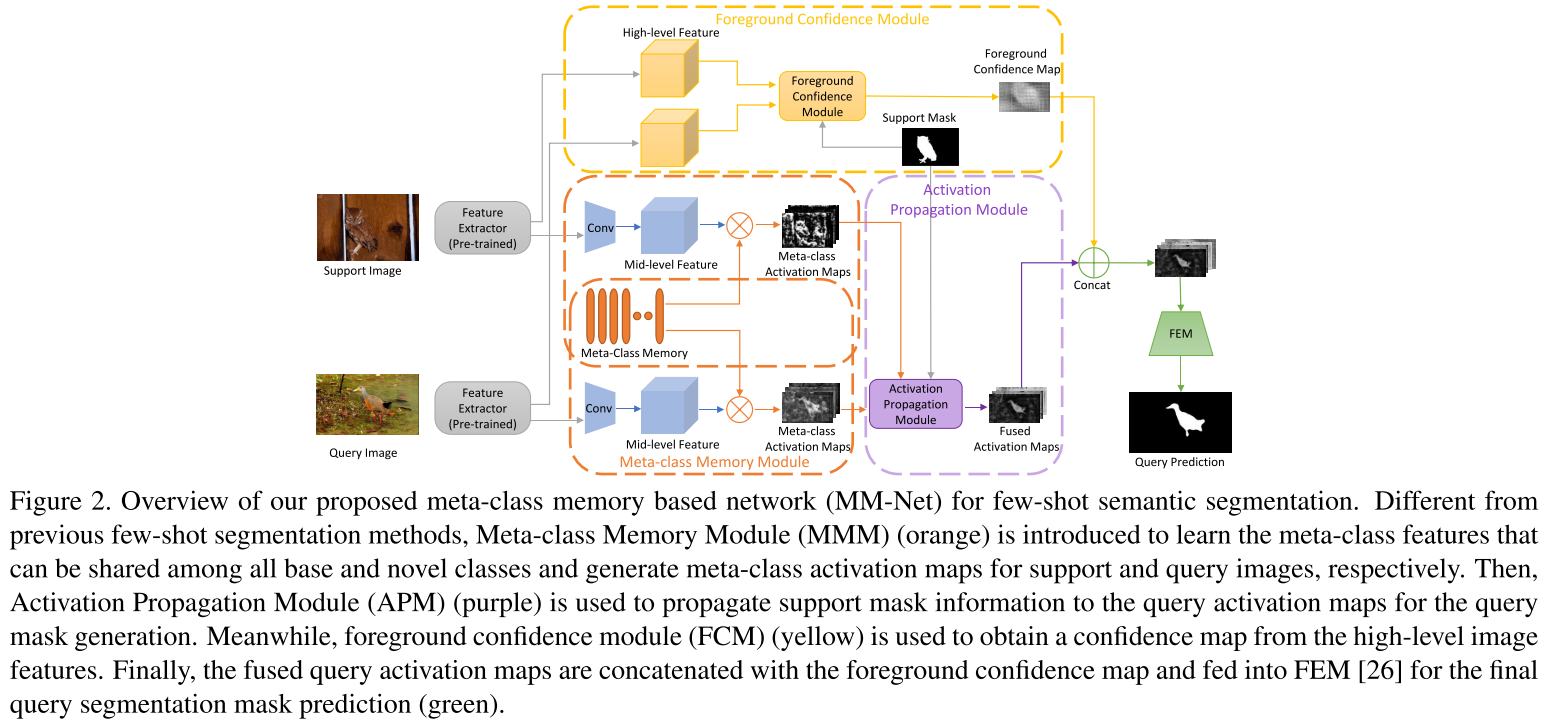 Foreground Confidence Module
High-level Feature
Foreground
Confidence Map
Foreground
Confidence
Module
Support Mask
Activation
Propagation Module
Feature
Extractor
(Pre-trained)
Conv
Support Image
Mid-level Feature
Meta-class
Activation Maps
Concat
Meta-Class Memory
FEM
Feature
Extractor
(Pre-trained)
Conv
Activation
Propagation
Module
Query Image
Mid-level Feature
Meta-class
Activation Maps
Fused
Activation Maps
Meta-class Memory Module
Query Prediction
Figure 2. Overview of our proposed meta-class memory based network (MM-Net) for few-shot semantic segmentation. Different from
previous few-shot segmentation methods, Meta-class Memory Module (MMM) (orange) is introduced to learn the meta-class features that
can be shared among all base and novel classes and generate meta-class activation maps for support and query images, respectively. Then,
Activation Propagation Module (APM) (purple) is used to propagate support mask information to the query activation maps for the query
mask generation. Meanwhile, foreground confidence module (FCM) (yellow) is used to obtain a confidence map from the high-level image
features. Finally, the fused query activation maps are concatenated with the foreground confidence map and fed into FEM [26] for the final
query segmentation mask prediction (green).